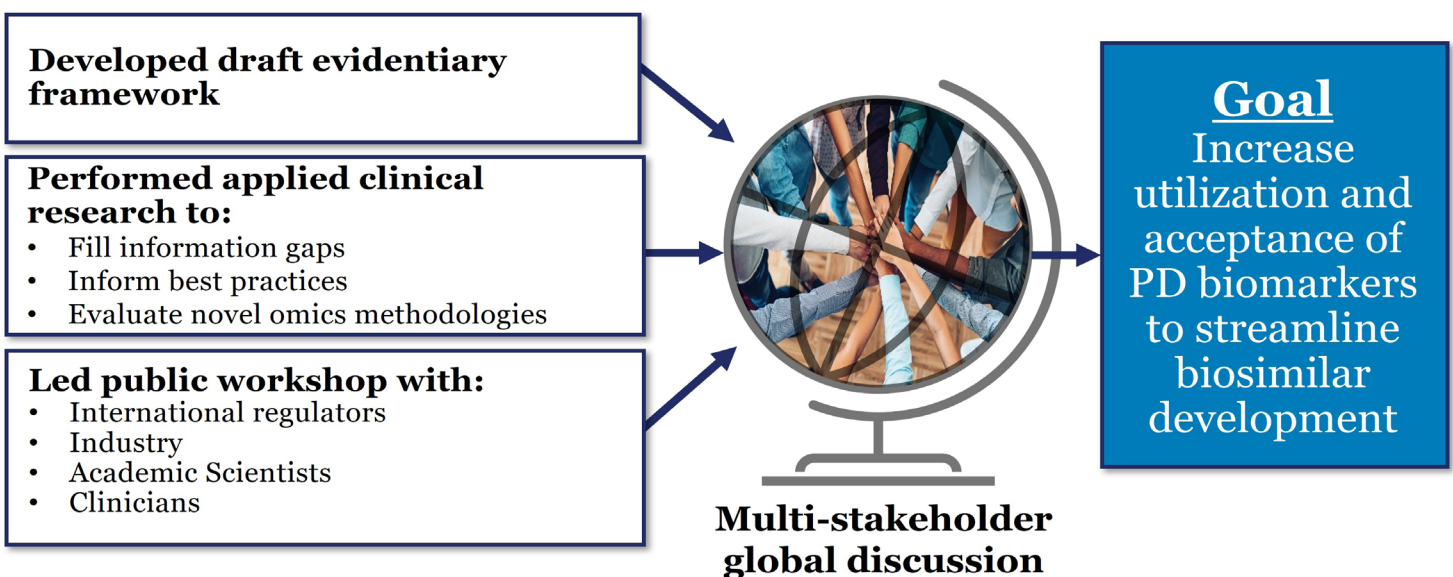 Developed draft evidentiary
framework
Performed applied clinical
research to:
• Fill information gaps
• Inform best practices
• Evaluate novel omics methodologies
Led public workshop with:
• International regulators
• Industry
• Academic Scientists
• Clinicians
Multi-stakeholder
global discussion
Goal
Increase
utilization and
acceptance of
PD biomarkers
to streamline
biosimilar
development